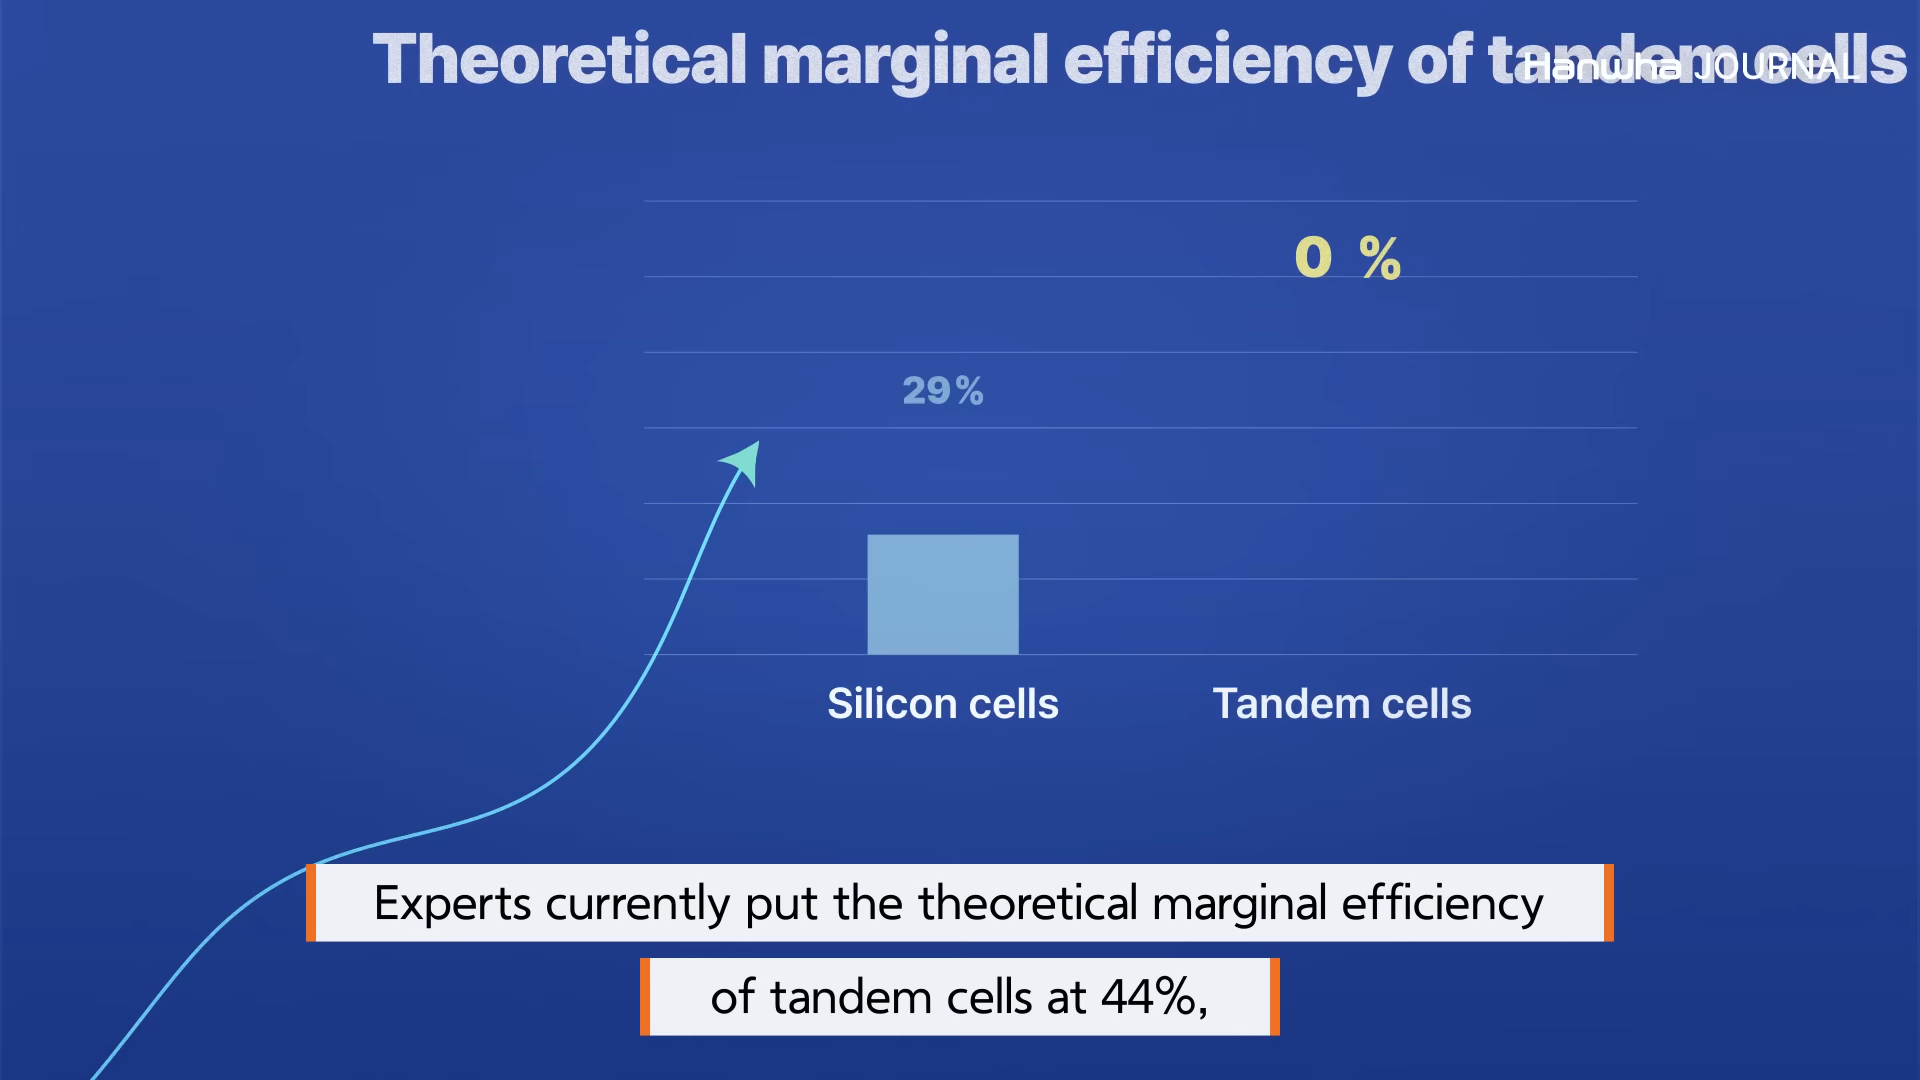 Theoretical marginal efficiency of tandem cells
Hanwha JOURNAL
0 %
29%
Silicon cells
Tandem cells
Experts currently put the theoretical marginal efficiency
of tandem cells at 44%,